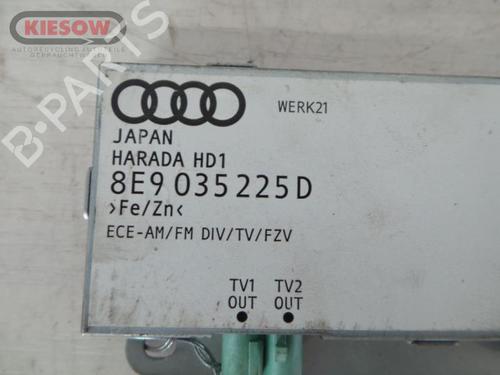 KIESOW
AUTORECYCLING AUTOTEILE
GEBRAUCHTWAGEN
B-PARTS
WERK21
JAPAN
HARADA HD1
8E9 035 225 D
>Fe/Zn<
ECE-AM/FM DIV/TV/FZV
TV1 TV2
OUT OUT